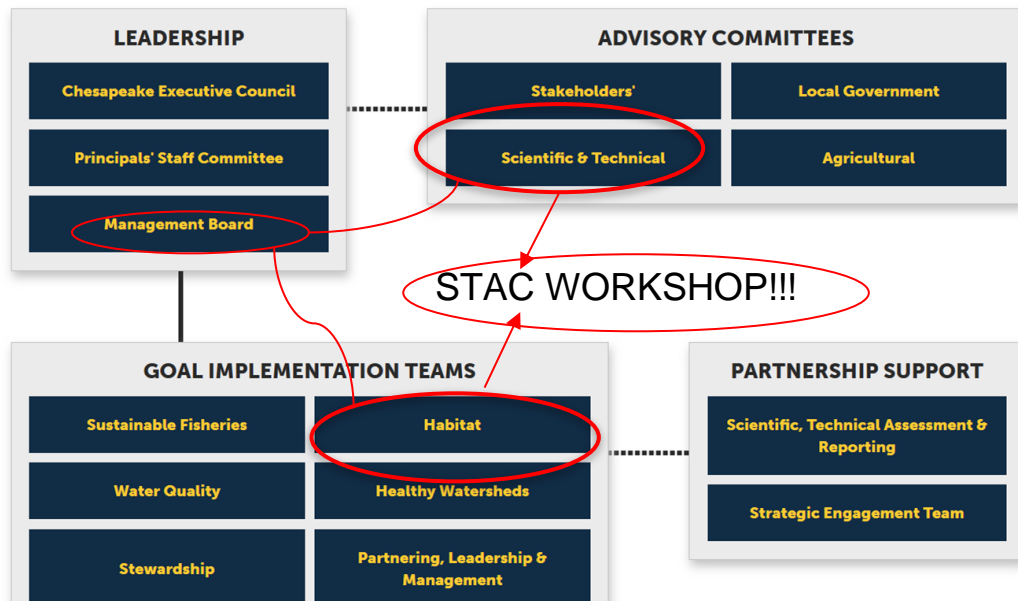 LEADERSHIP
Chesapeake Executive Council
Principals' Staff Committee
Management Board
ADVISORY COMMITTEES
Stakeholders'
Local Government
Scientific & Technical
Agricultural
STAC WORKSHOP!!!
GOAL IMPLEMENTATION TEAMS
Sustainable Fisheries
Habitat
Water Quality
Healthy Watersheds
Stewardship
Partnering, Leadership &
Management
PARTNERSHIP SUPPORT
Scientific, Technical Assessment &
Reporting
Strategic Engagement Team